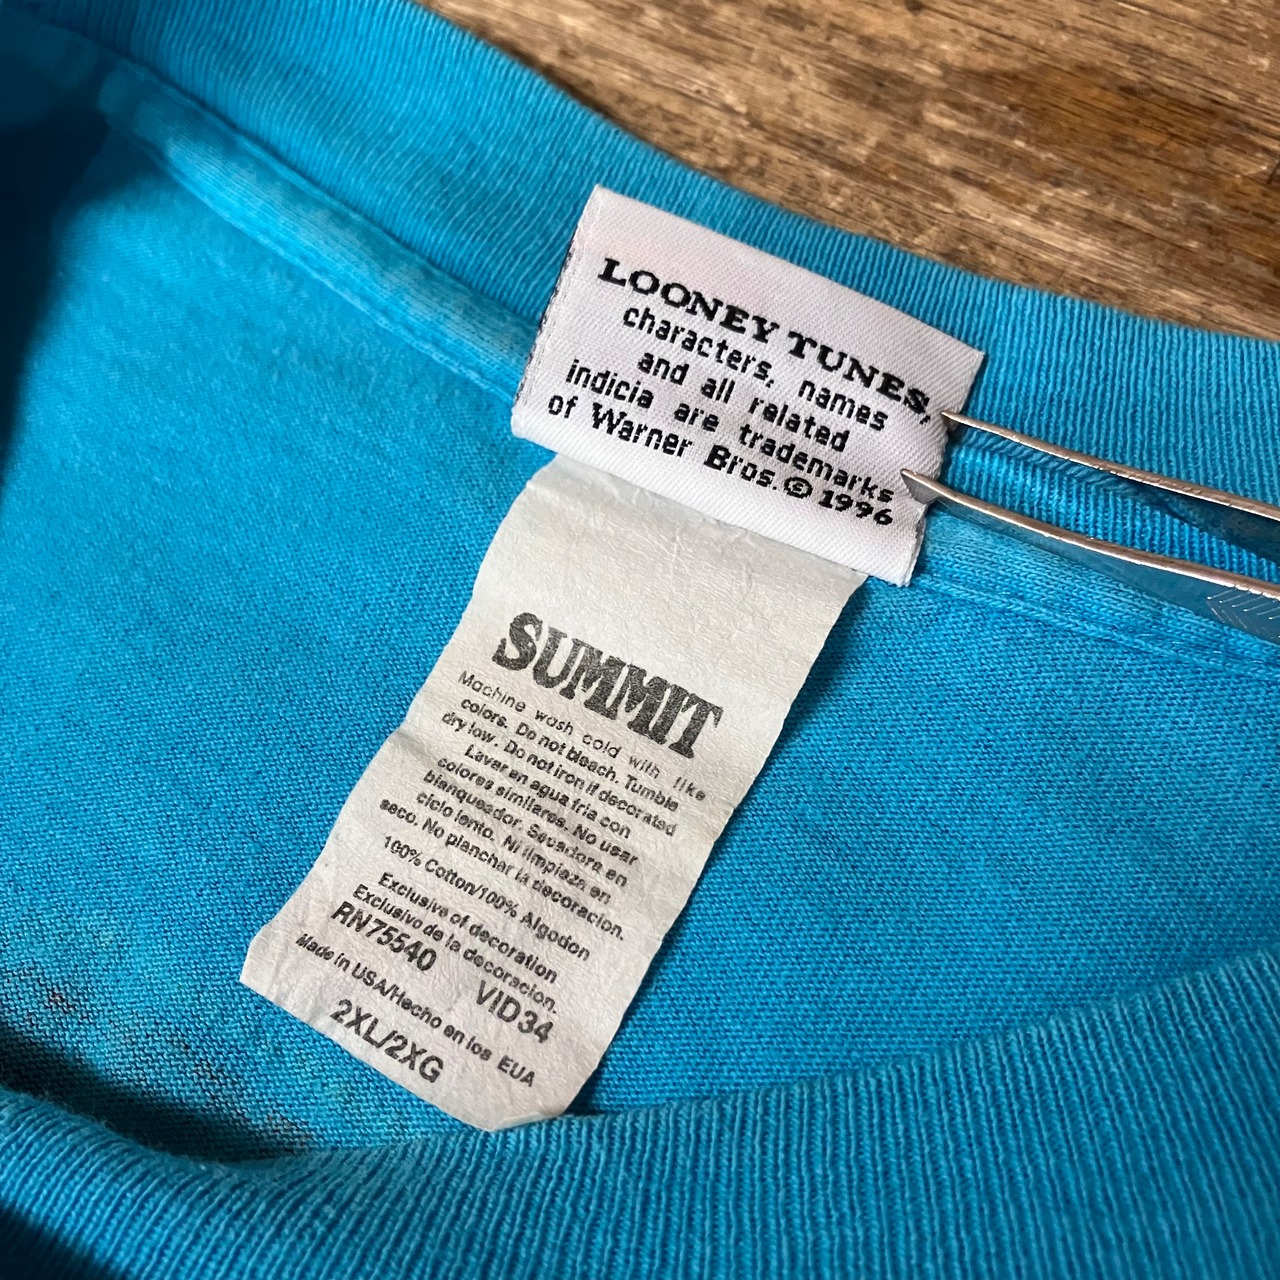 LOONEY TUNES,
characters, names
and all related
indicia are trademarks
of Warner Bros. © 1996
SUMMIT
Machine wash cold with like
colors. Do not bleach. Tumble
dry low. Do not iron if decorated
Lavar en agua fria con
colores similares. No usar
blanqueador. Secadora en
ciclo lento. Ni limpieza en
seco. No planchar la decoracion.
100% Cotton/100% Algodon
Exclusive of decoration
Exclusivo de la decoracion.
RN75540 VID34
Made in USA/Hecho en los EUA
2XL/2XG